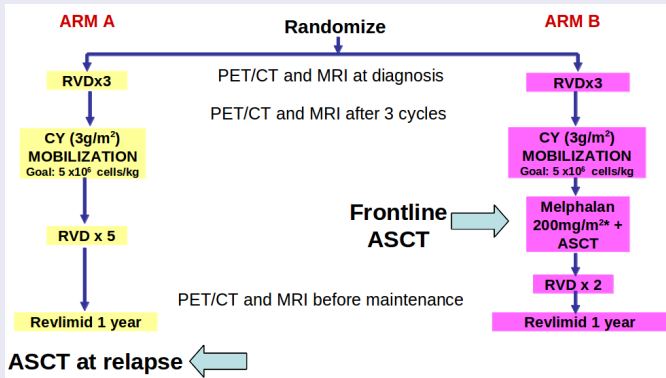 ARM A
Randomize
ARM B
RVDx3
PET/CT and MRI at diagnosis
RVDx3
PET/CT and MRI after 3 cycles
CY (3g/m²)
MOBILIZATION
Goal: 5 x10⁶ cells/kg
CY (3g/m²)
MOBILIZATION
Goal: 5 x10⁶ cells/kg
Frontline
ASCT
Melphalan
200mg/m²* +
ASCT
RVD x 5
RVD x 2
PET/CT and MRI before maintenance
Revlimid 1 year
Revlimid 1 year
ASCT at relapse